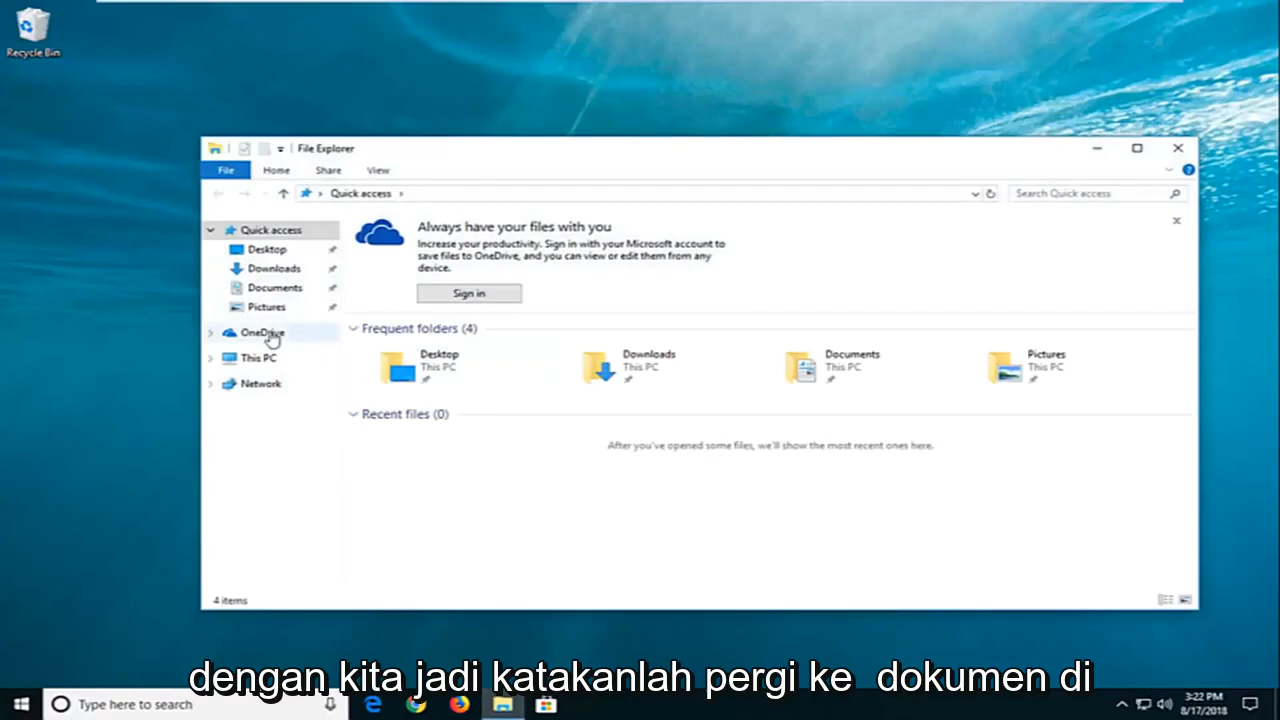 Recycle Bin
File Explorer
File Home Share View
Quick access
Search Quick access
Quick access
Desktop
Downloads
Documents
Pictures
OneDrive
This PC
Network
Always have your files with you
Increase your productivity. Sign in with your Microsoft account to
save files to OneDrive, and you can view or edit them from any
device.
Sign in
Frequent folders (4)
Desktop
This PC
Downloads
This PC
Documents
This PC
Pictures
This PC
Recent files (0)
After you've opened some files, we'll show the most recent ones here.
4 items
dengan kita jadi katakanlah pergi ke dokumen di
Type here to search
3:22 PM
8/17/2018